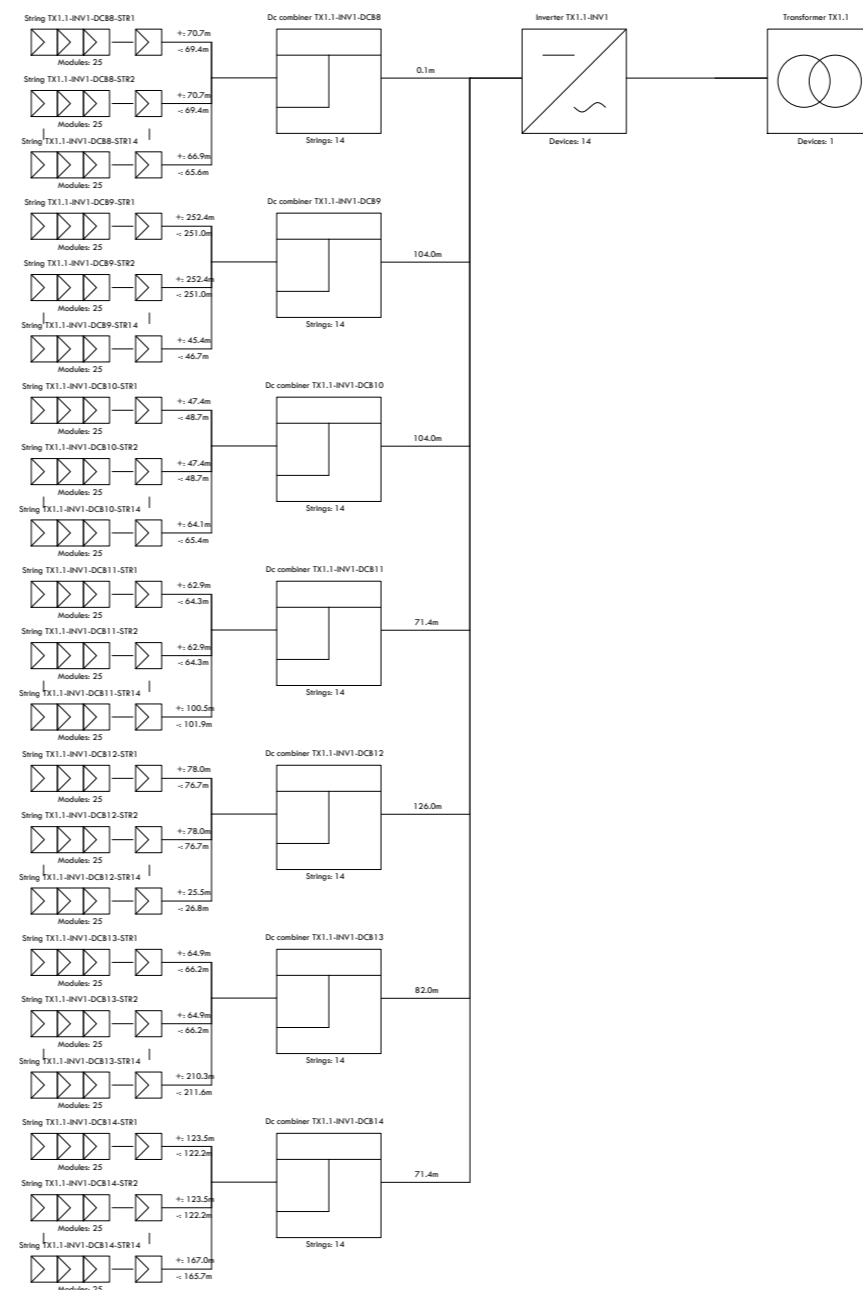 String TX1.1-INV1-DCB8-STR1
+: 70.7m
-: 69.4m
Modules: 25
String TX1.1-INV1-DCB8-STR2
+: 70.7m
-: 69.4m
Modules: 25
String TX1.1-INV1-DCB8-STR14
+: 66.9m
-: 65.6m
Modules: 25
Dc combiner TX1.1-INV1-DCB8
Strings: 14
0.1m
Inverter TX1.1-INV1
Devices: 14
Transformer TX1.1
Devices: 1
String TX1.1-INV1-DCB9-STR1
+: 252.4m
-: 251.0m
Modules: 25
String TX1.1-INV1-DCB9-STR2
+: 252.4m
-: 251.0m
Modules: 25
String TX1.1-INV1-DCB9-STR14
+: 45.4m
-: 46.7m
Modules: 25
Dc combiner TX1.1-INV1-DCB9
Strings: 14
104.0m
String TX1.1-INV1-DCB10-STR1
+: 47.4m
-: 48.7m
Modules: 25
String TX1.1-INV1-DCB10-STR2
+: 47.4m
-: 48.7m
Modules: 25
String TX1.1-INV1-DCB10-STR14
+: 64.1m
-: 65.4m
Modules: 25
Dc combiner TX1.1-INV1-DCB10
Strings: 14
104.0m
String TX1.1-INV1-DCB11-STR1
+: 62.9m
-: 64.3m
Modules: 25
String TX1.1-INV1-DCB11-STR2
+: 62.9m
-: 64.3m
Modules: 25
String TX1.1-INV1-DCB11-STR14
+: 100.5m
-: 101.9m
Modules: 25
Dc combiner TX1.1-INV1-DCB11
Strings: 14
71.4m
String TX1.1-INV1-DCB12-STR1
+: 78.0m
-: 76.7m
Modules: 25
String TX1.1-INV1-DCB12-STR2
+: 78.0m
-: 76.7m
Modules: 25
String TX1.1-INV1-DCB12-STR14
+: 25.5m
-: 26.8m
Modules: 25
Dc combiner TX1.1-INV1-DCB12
Strings: 14
126.0m
String TX1.1-INV1-DCB13-STR1
+: 64.9m
-: 66.2m
Modules: 25
String TX1.1-INV1-DCB13-STR2
+: 64.9m
-: 66.2m
Modules: 25
String TX1.1-INV1-DCB13-STR14
+: 210.3m
-: 211.6m
Modules: 25
Dc combiner TX1.1-INV1-DCB13
Strings: 14
82.0m
String TX1.1-INV1-DCB14-STR1
+: 123.5m
-: 122.2m
Modules: 25
String TX1.1-INV1-DCB14-STR2
+: 123.5m
-: 122.2m
Modules: 25
String TX1.1-INV1-DCB14-STR14
+: 167.0m
-: 165.7m
Modules: 25
Dc combiner TX1.1-INV1-DCB14
Strings: 14
71.4m